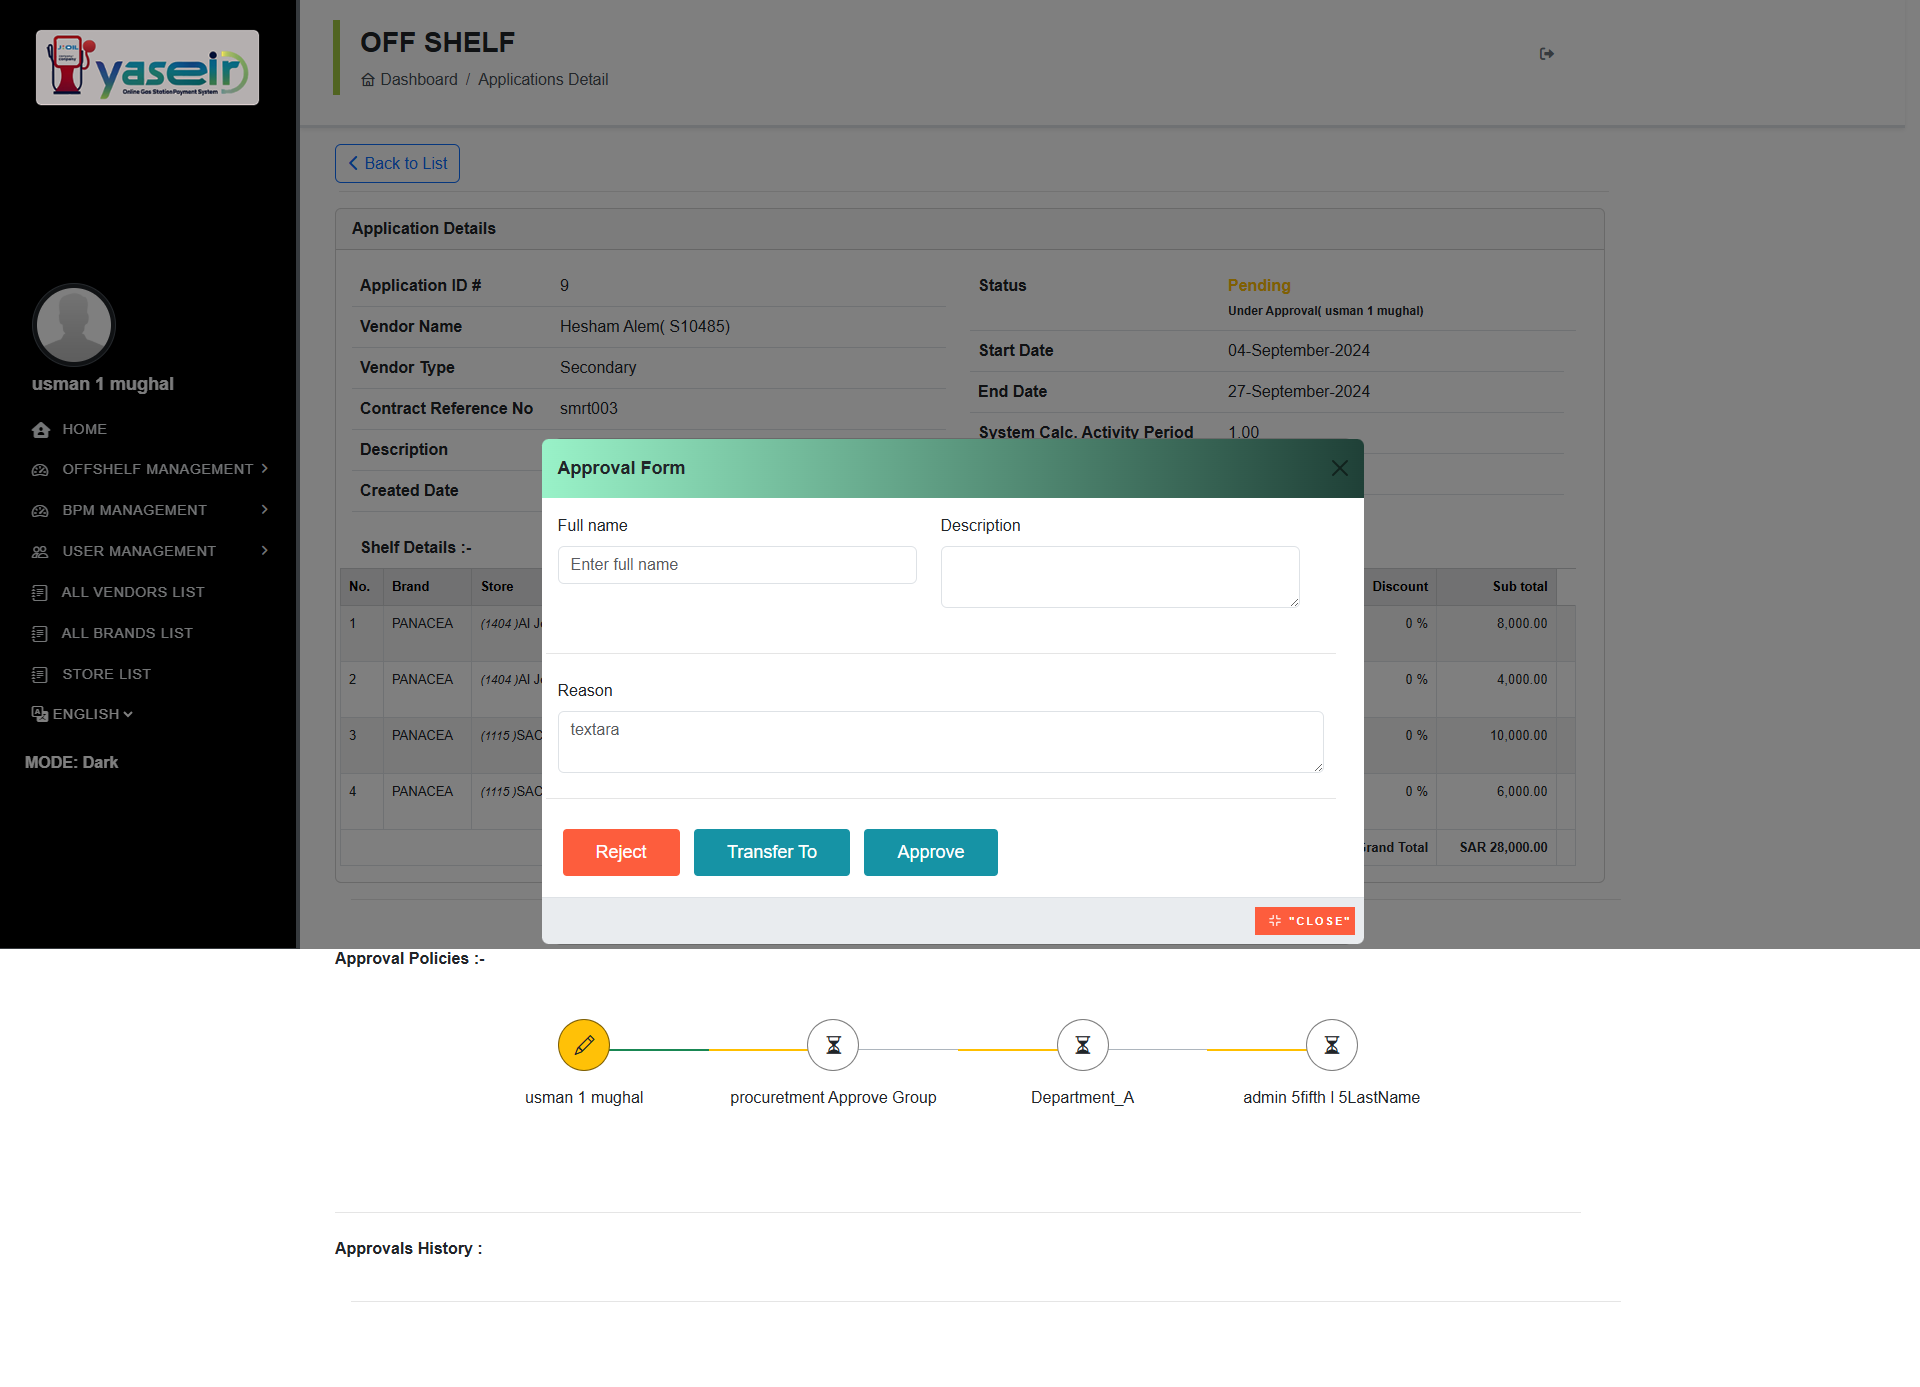 JTOIL
yaseir
Online Gas Station Payment System
usman 1 mughal
HOME
OFFSHELF MANAGEMENT
BPM MANAGEMENT
USER MANAGEMENT
ALL VENDORS LIST
ALL BRANDS LIST
STORE LIST
ENGLISH
MODE: Dark
OFF SHELF
Dashboard / Applications Detail
Back to List
Application Details
Application ID # 9
Vendor Name Hesham Alem( S10485)
Vendor Type Secondary
Contract Reference No smrt003
Description
Created Date
Status Pending
Under Approval( usman 1 mughal)
Start Date 04-September-2024
End Date 27-September-2024
System Calc. Activity Period 1.00
Shelf Details :-
No. Brand Store Discount Sub total
1 PANACEA (1404 )Al J 0 % 8,000.00
2 PANACEA (1404 )Al J 0 % 4,000.00
3 PANACEA (1115 )SAC 0 % 10,000.00
4 PANACEA (1115 )SAC 0 % 6,000.00
Grand Total SAR 28,000.00
Approval Form
Full name
Enter full name
Description
Reason
textara
Reject
Transfer To
Approve
"CLOSE"
Approval Policies :-
usman 1 mughal
procuretment Approve Group
Department_A
admin 5fifth l 5LastName
Approvals History :